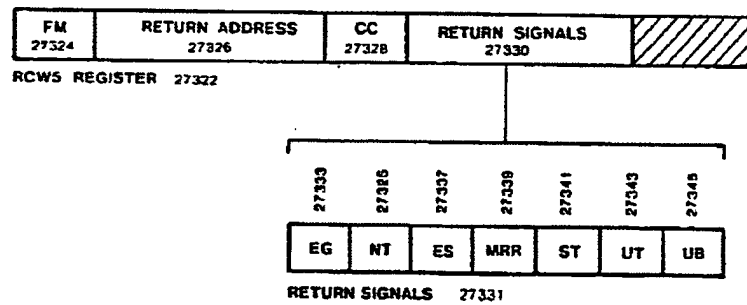 FM RETURN ADDRESS CC RETURN SIGNALS
27324 27326 27328 27330
RCWS REGISTER 27322
27333 27335 27337 27339 27341 27343 27345
EG NT ES MRR ST UT UB
RETURN SIGNALS 27331